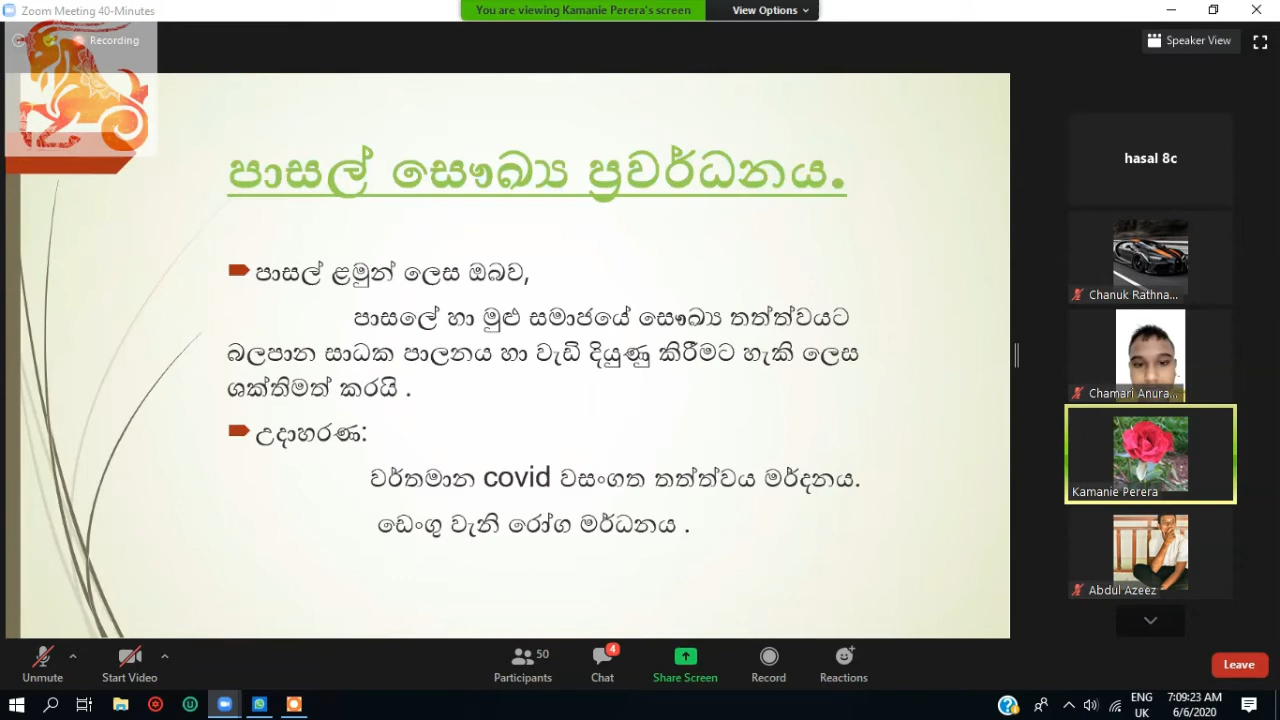 Zoom Meeting 40-Minutes
You are viewing Kamanie Perera's screen
View Options
Recording
Speaker View
පාසල් සෞඛ්‍ය ප්‍රවර්ධනය.
පාසල් ළමුන් ලෙස ඔබව,
පාසලේ හා මුළු සමාජයේ සෞඛ්‍ය තත්ත්වයට
බලපාන සාධක පාලනය හා වැඩි දියුණු කිරීමට හැකි ලෙස
ශක්තිමත් කරයි .
උදාහරණ:
වර්තමාන covid වසංගත තත්ත්වය මර්දනය.
ඩෙංගු වැනි රෝග මර්ධනය .
hasal 8c
Chanuk Rathna...
Chamari Anura...
Kamanie Perera
Abdul Azeez
Unmute
Start Video
50
Participants
4
Chat
Share Screen
Record
Reactions
Leave
ENG
UK
7:09:23 AM
6/6/2020